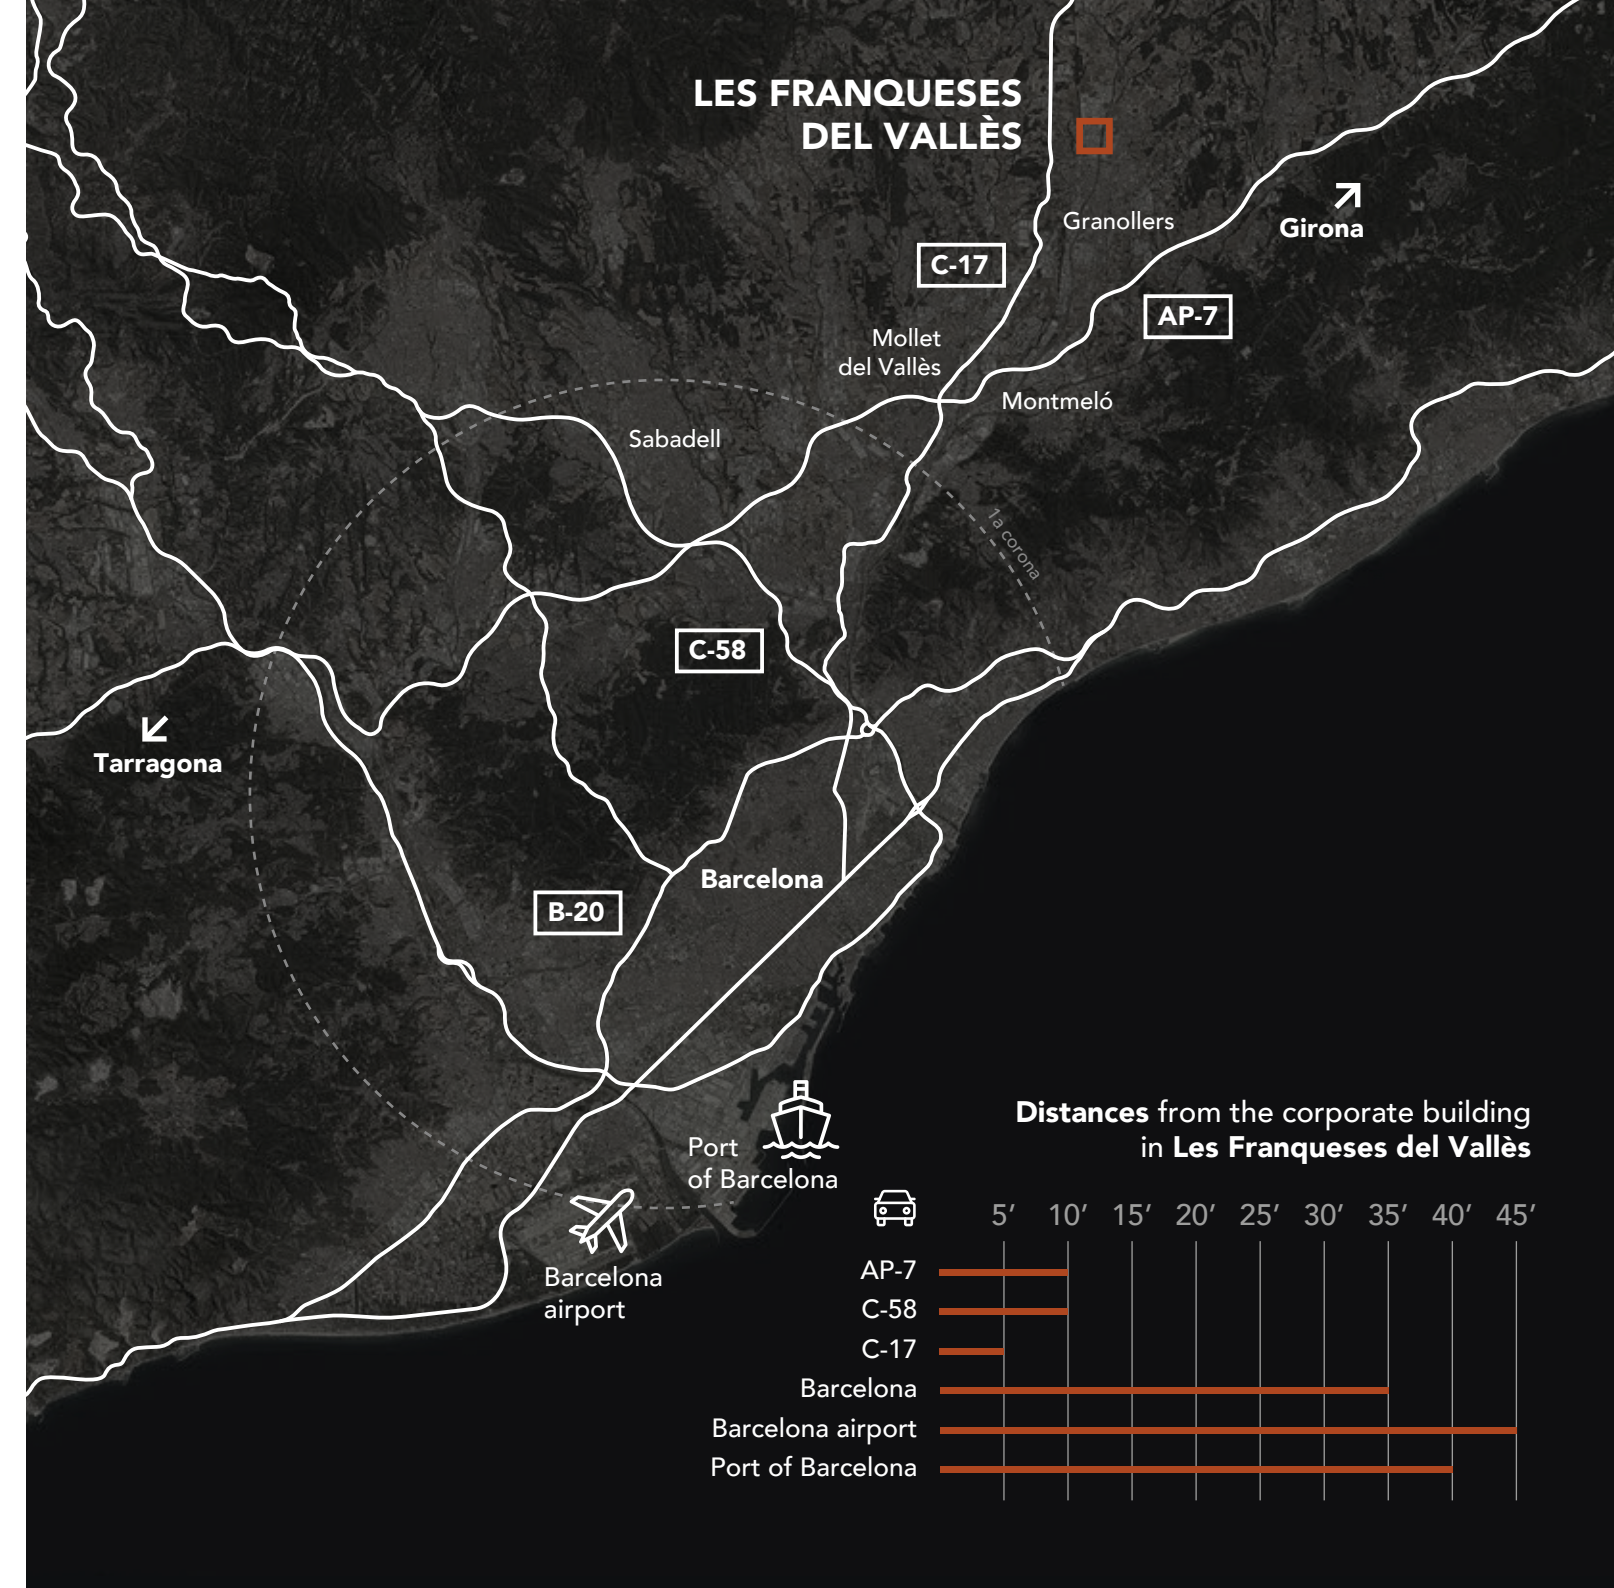 LES FRANQUESES
DEL VALLÈS
Granollers
Girona
C-17
AP-7
Mollet
del Vallès
Montmeló
Sabadell
1a corona
C-58
Tarragona
Barcelona
B-20
Port
of Barcelona
Barcelona
airport
Distances from the corporate building
in Les Franqueses del Vallès
5′ 10′ 15′ 20′ 25′ 30′ 35′ 40′ 45′
AP-7
C-58
C-17
Barcelona
Barcelona airport
Port of Barcelona